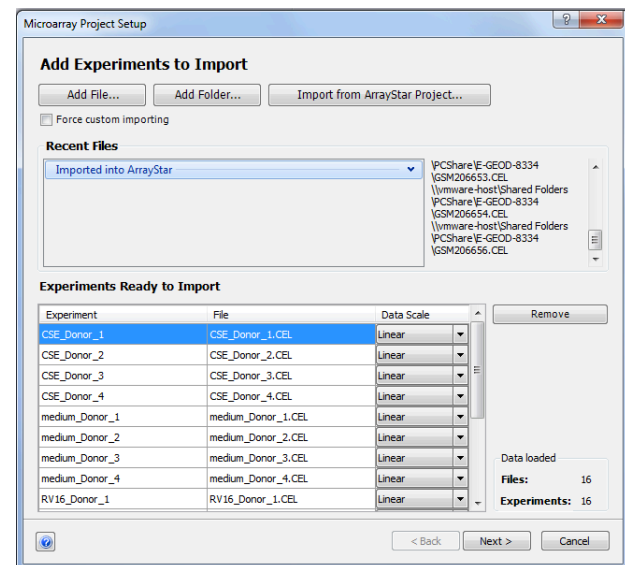 Microarray Project Setup
Add Experiments to Import
Add File... Add Folder... Import from ArrayStar Project...
Force custom importing
Recent Files
Imported into ArrayStar
\PCShare\E-GEOD-8334
\GSM206653.CEL
\\vmware-host\Shared Folders
\PCShare\E-GEOD-8334
\GSM206654.CEL
\\vmware-host\Shared Folders
\PCShare\E-GEOD-8334
\GSM206656.CEL
Experiments Ready to Import
Experiment File Data Scale
Remove
CSE_Donor_1 CSE_Donor_1.CEL Linear
CSE_Donor_2 CSE_Donor_2.CEL Linear
CSE_Donor_3 CSE_Donor_3.CEL Linear
CSE_Donor_4 CSE_Donor_4.CEL Linear
medium_Donor_1 medium_Donor_1.CEL Linear
medium_Donor_2 medium_Donor_2.CEL Linear
medium_Donor_3 medium_Donor_3.CEL Linear
medium_Donor_4 medium_Donor_4.CEL Linear
RV16_Donor_1 RV16_Donor_1.CEL Linear
Data loaded
Files: 16
Experiments: 16
? < Back Next > Cancel